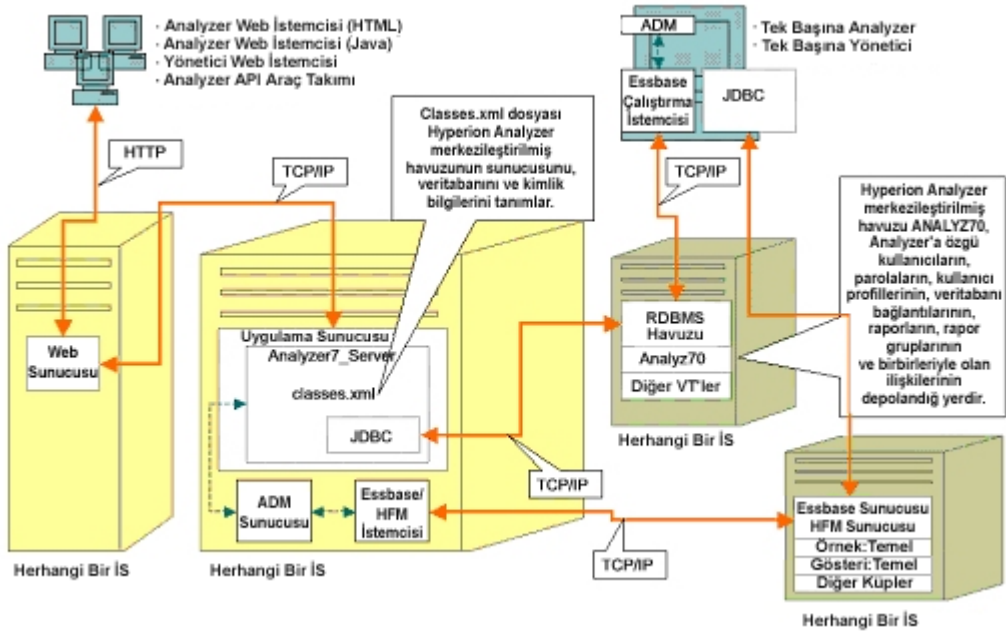 · Analyzer Web İstemcisi (HTML)
· Analyzer Web İstemcisi (Java)
· Yönetici Web İstemcisi
· Analyzer API Araç Takımı
ADM
Essbase
Çalıştırma
İstemcisi
JDBC
· Tek Başına Analyzer
· Tek Başına Yönetici
HTTP
TCP/IP
Classes.xml dosyası
Hyperion Analyzer
merkezileştirilmiş
havuzunun sunucusunu,
veritabanını ve kimlik
bilgilerini tanımlar.
TCP/IP
Hyperion Analyzer
merkezileştirilmiş
havuzu ANALYZ70,
Analyzer'a özgü
kullanıcıların,
parolaların, kullanıcı
profillerinin, veritabanı
bağlantılarının,
raporların, rapor
gruplarının
ve birbirleriyle olan
ilişkilerinin
depolandığ yerdir.
Web
Sunucusu
Uygulama Sunucusu
Analyzer7_Server
classes.xml
JDBC
RDBMS
Havuzu
Analyz70
Diğer VT'ler
Herhangi Bir İS
TCP/IP
ADM
Sunucusu
Essbase/
HFM
İstemcisi
TCP/IP
Essbase Sunucusu
HFM Sunucusu
Örnek:Temel
Gösteri:Temel
Diğer Küpler
Herhangi Bir İS
Herhangi Bir İS
Herhangi Bir İS